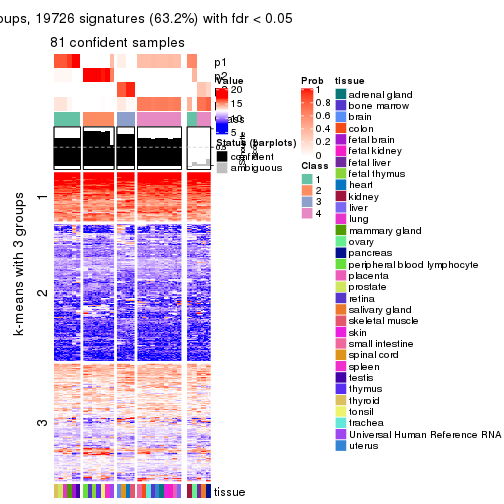 oups, 19726 signatures (63.2%) with fdr < 0.05
81 confident samples
p1
p2
Value
20
15
10
5
Class
Status (barplots)
confident
ambiguous
Silhouette score
0.5
Prob
1
0.8
0.6
0.4
0.2
0
Class
1
2
3
4
tissue
adrenal gland
bone marrow
brain
colon
fetal brain
fetal kidney
fetal liver
fetal thymus
heart
kidney
liver
lung
mammary gland
ovary
pancreas
peripheral blood lymphocyte
placenta
prostate
retina
salivary gland
skeletal muscle
skin
small intestine
spinal cord
spleen
testis
thymus
thyroid
tonsil
trachea
Universal Human Reference RNA
uterus
k-means with 3 groups
1
2
3
tissue